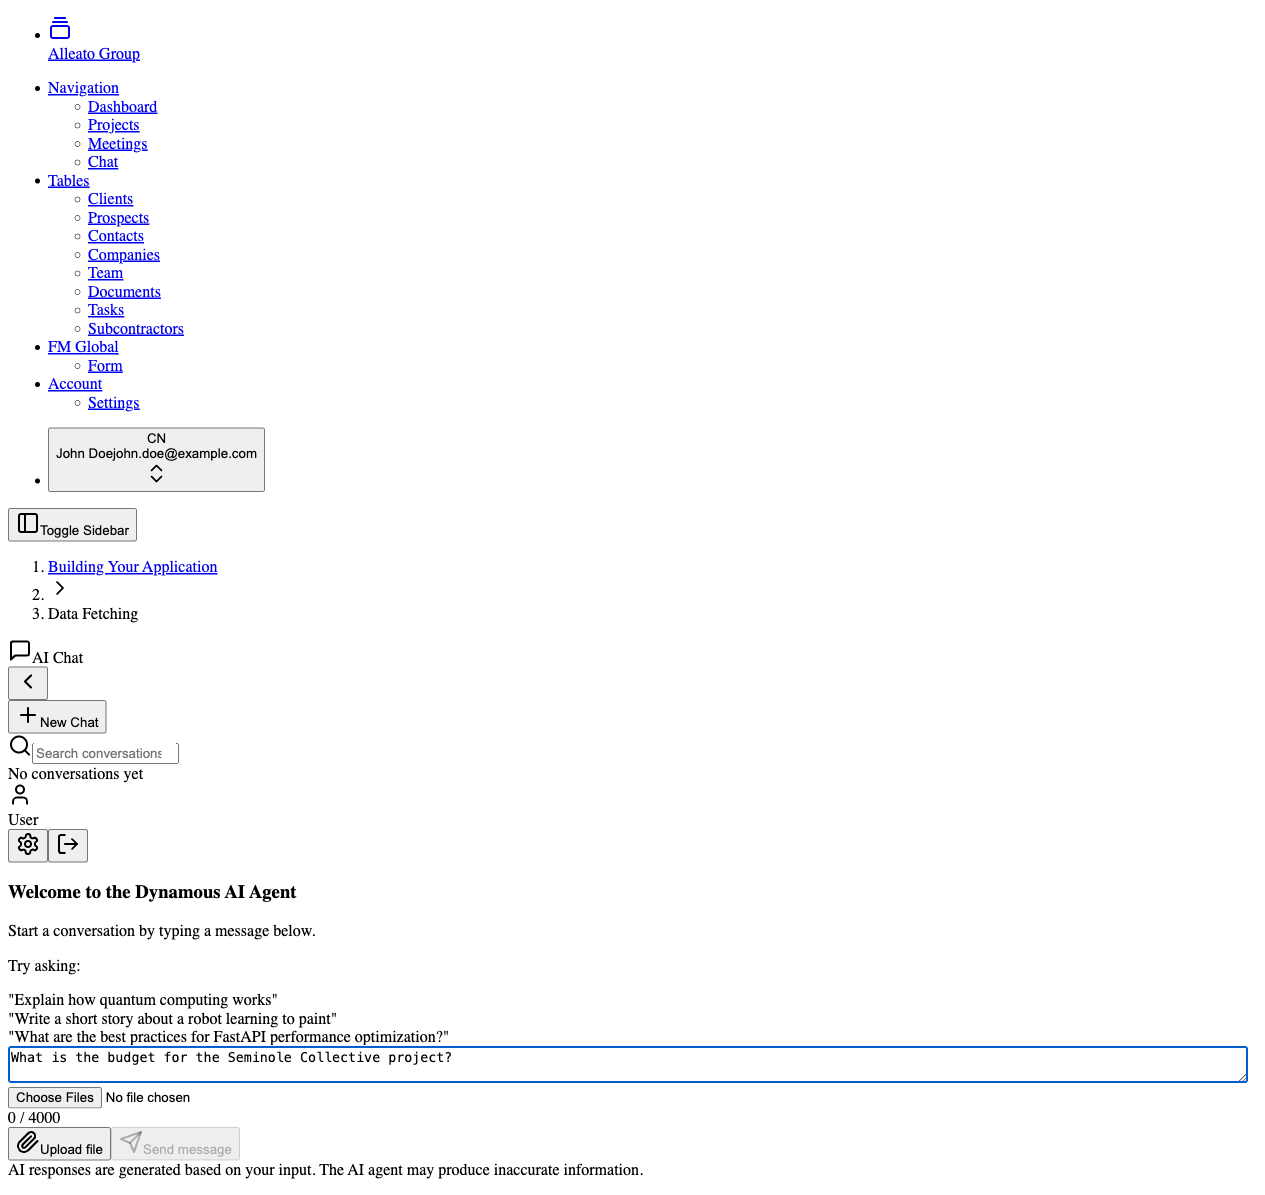 Alleato Group
Navigation
Dashboard
Projects
Meetings
Chat
Tables
Clients
Prospects
Contacts
Companies
Team
Documents
Tasks
Subcontractors
FM Global
Form
Account
Settings
CN
John Doejohn.doe@example.com
Toggle Sidebar
1. Building Your Application
2.
3. Data Fetching
AI Chat
New Chat
Search conversations
No conversations yet
User
Welcome to the Dynamous AI Agent
Start a conversation by typing a message below.
Try asking:
"Explain how quantum computing works"
"Write a short story about a robot learning to paint"
"What are the best practices for FastAPI performance optimization?"
What is the budget for the Seminole Collective project?
Choose Files No file chosen
0 / 4000
Upload file Send message
AI responses are generated based on your input. The AI agent may produce inaccurate information.